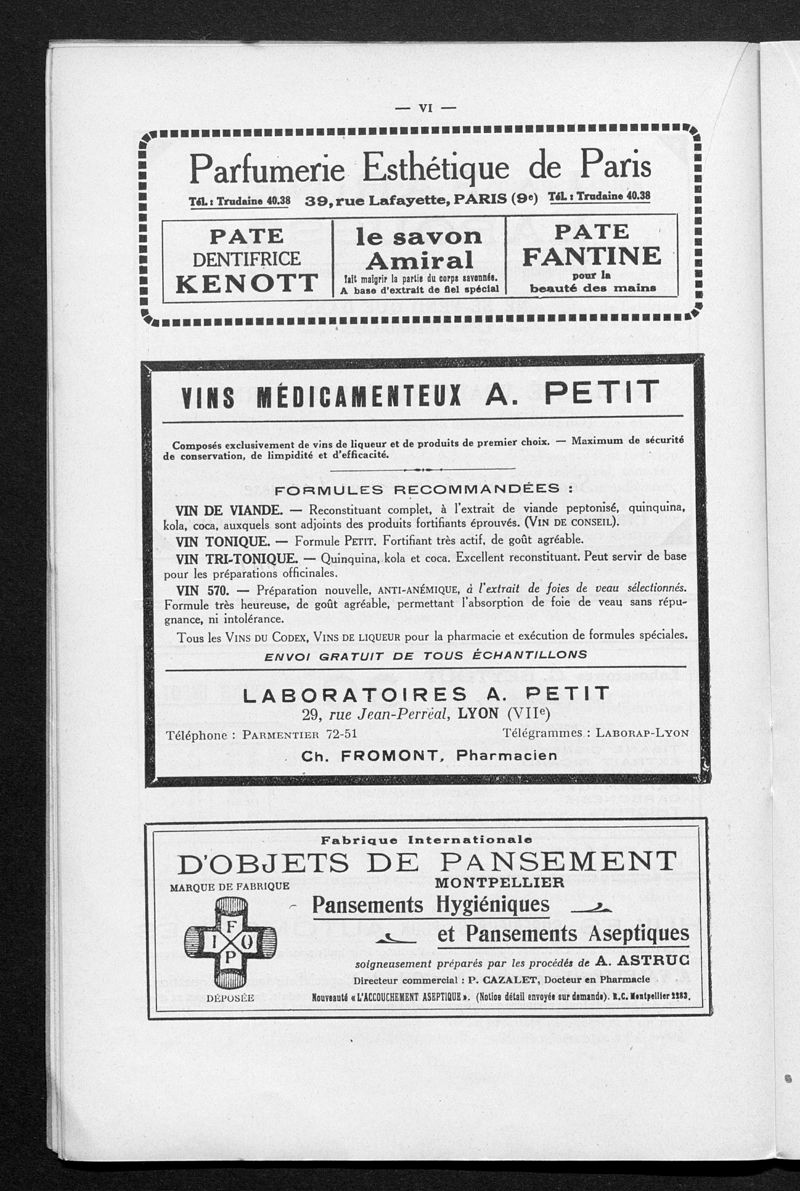 — VI —
Parfumerie Esthétique de Paris
Tél. : Trudaine 40.38 39, rue Lafayette, PARIS (9e) Tél. : Trudaine 40.38
PATE
DENTIFRICE
KENOTT
le savon
Amiral
fait maigrir la partie du corps savonnée.
A base d'extrait de fiel spécial
PATE
FANTINE
pour la
beauté des mains
VINS MÉDICAMENTEUX A. PETIT
Composés exclusivement de vins de liqueur et de produits de premier choix. — Maximum de sécurité
de conservation, de limpidité et d'efficacité.
FORMULES RECOMMANDÉES :
VIN DE VIANDE. — Reconstituant complet, à l'extrait de viande peptonisé, quinquina,
kola, coca, auxquels sont adjoints des produits fortifiants éprouvés. (VIN DE CONSEIL).
VIN TONIQUE. — Formule PETIT. Fortifiant très actif, de goût agréable.
VIN TRI-TONIQUE. — Quinquina, kola et coca. Excellent reconstituant. Peut servir de base
pour les préparations officinales.
VIN 570. — Préparation nouvelle, ANTI-ANÉMIQUE, à l'extrait de foies de veau sélectionnés.
Formule très heureuse, de goût agréable, permettant l'absorption de foie de veau sans répu-
gnance, ni intolérance.
Tous les VINS DU CODEX, VINS DE LIQUEUR pour la pharmacie et exécution de formules spéciales.
ENVOI GRATUIT DE TOUS ÉCHANTILLONS
LABORATOIRES A. PETIT
29, rue Jean-Perréal, LYON (VIIe)
Téléphone : PARMENTIER 72-51 Télégrammes : LABORAP-LYON
Ch. FROMONT, Pharmacien
Fabrique Internationale
D'OBJETS DE PANSEMENT
MARQUE DE FABRIQUE MONTPELLIER
Pansements Hygiéniques
et Pansements Aseptiques
F
I O
P
soigneusement préparés par les procédés de A. ASTRUC
Directeur commercial : P. CAZALET, Docteur en Pharmacie
DÉPOSÉE Nouveauté « L'ACCOUCHEMENT ASEPTIQUE ». (Notice détail envoyée sur demande). R.C. Montpellier 2283.